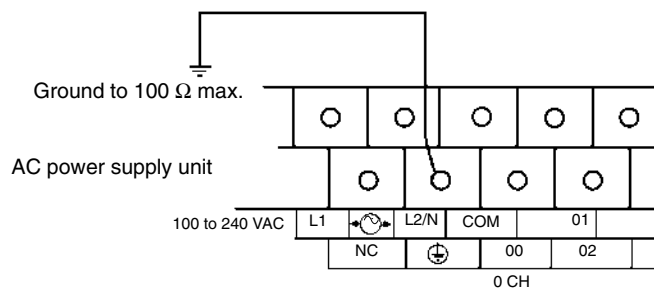 Ground to 100 Ω max.
AC power supply unit
100 to 240 VAC L1 L2/N COM 01
NC 00 02
0 CH